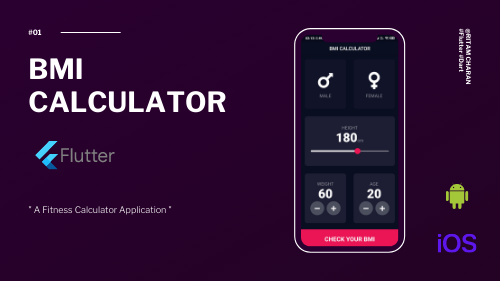 #01
BMI
CALCULATOR
Flutter
" A Fitness Calculator Application "
BMI CALCULATOR
MALE
FEMALE
HEIGHT
180
WEIGHT
AGE
60
20
CHECK YOUR BMI
@RITAM CHARAN
#Flutter #Dart
iOS